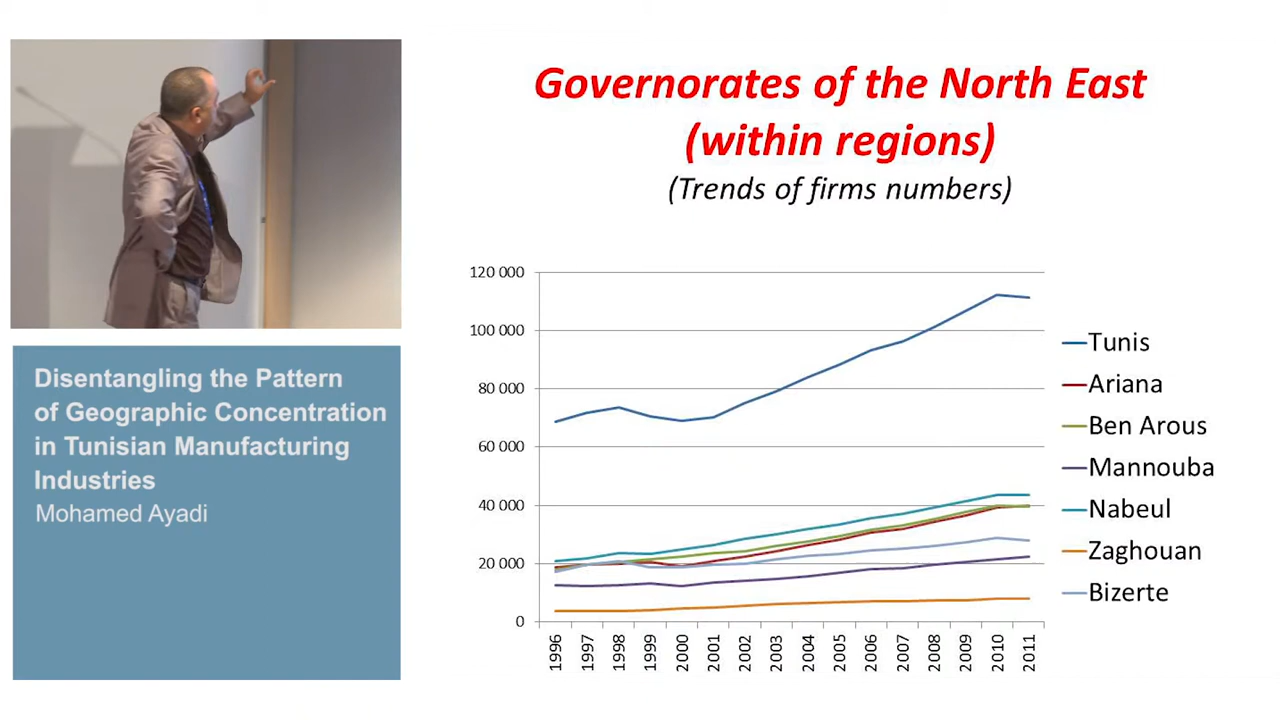 Governorates of the North East
(within regions)
(Trends of firms numbers)
Disentangling the Pattern
of Geographic Concentration
in Tunisian Manufacturing
Industries
Mohamed Ayadi
120 000
100 000
80 000
60 000
40 000
20 000
0
1996
1997
1998
1999
2000
2001
2002
2003
2004
2005
2006
2007
2008
2009
2010
2011
Tunis
Ariana
Ben Arous
Mannouba
Nabeul
Zaghouan
Bizerte